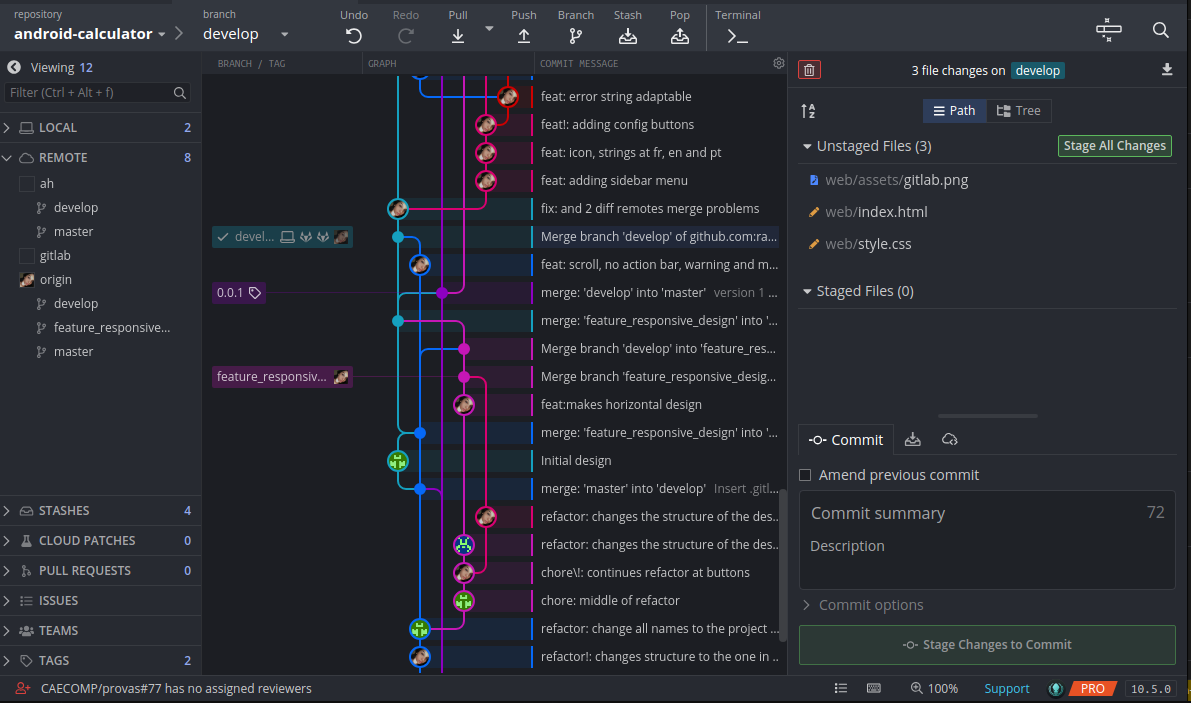 repository
android-calculator
branch
develop
Undo
Redo
Pull
Push
Branch
Stash
Pop
Terminal
Viewing 12
Filter (Ctrl + Alt + f)
LOCAL 2
REMOTE 8
ah
develop
master
gitlab
origin
develop
feature_responsive...
master
STASHES 4
CLOUD PATCHES 0
PULL REQUESTS 0
ISSUES
TEAMS
TAGS 2
BRANCH / TAG GRAPH COMMIT MESSAGE
feat: error string adaptable
feat!: adding config buttons
feat: icon, strings at fr, en and pt
feat: adding sidebar menu
fix: and 2 diff remotes merge problems
devel... Merge branch 'develop' of github.com:ra...
feat: scroll, no action bar, warning and m...
0.0.1 merge: 'develop' into 'master' version 1 ...
merge: 'feature_responsive_design' into '...
Merge branch 'develop' into 'feature_res...
feature_responsiv... Merge branch 'feature_responsive_desig...
feat:makes horizontal design
merge: 'feature_responsive_design' into '...
Initial design
merge: 'master' into 'develop' Insert .gitl...
refactor: changes the structure of the des...
refactor: changes the structure of the des...
chore\!: continues refactor at buttons
chore: middle of refactor
refactor: change all names to the project ...
refactor!: changes structure to the one in ...
3 file changes on develop
Path
Tree
Unstaged Files (3)
Stage All Changes
web/assets/gitlab.png
web/index.html
web/style.css
Staged Files (0)
Commit
Amend previous commit
Commit summary 72
Description
Commit options
Stage Changes to Commit
CAECOMP/provas#77 has no assigned reviewers
100%
Support
PRO
10.5.0